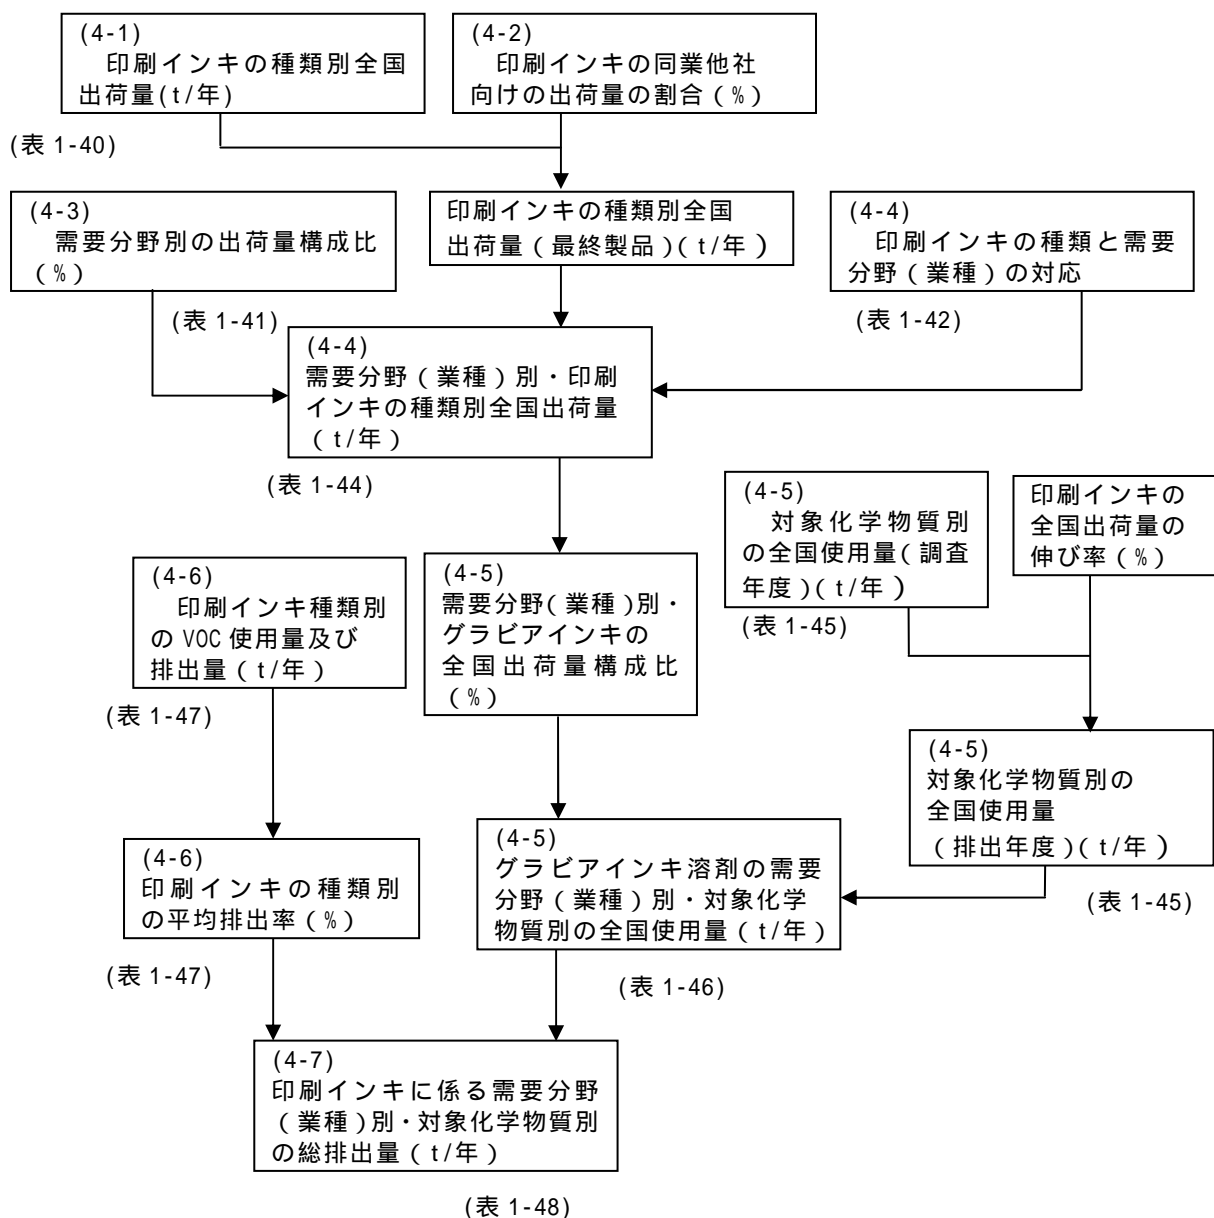 (4-1)
印刷インキの種類別全国
出荷量(t/年)
(4-2)
印刷インキの同業他社
向けの出荷量の割合(%)
(表 1-40)
(4-3)
需要分野別の出荷量構成比
(%)
印刷インキの種類別全国
出荷量(最終製品)(t/年)
(4-4)
印刷インキの種類と需要
分野(業種)の対応
(表 1-41)
(表 1-42)
(4-4)
需要分野(業種)別・印刷
インキの種類別全国出荷量
(t/年)
(表 1-44)
(4-5)
対象化学物質別
の全国使用量(調査
年度)(t/年)
印刷インキの
全国出荷量の
伸び率(%)
(表 1-45)
(4-6)
印刷インキ種類別
の VOC 使用量及び
排出量(t/年)
(表 1-47)
(4-5)
需要分野(業種)別・
グラビアインキの
全国出荷量構成比
(%)
(4-5)
対象化学物質別の
全国使用量
(排出年度)(t/年)
(表 1-45)
(4-6)
印刷インキの種類別
の平均排出率(%)
(表 1-47)
(4-5)
グラビアインキ溶剤の需要
分野(業種)別・対象化学
物質別の全国使用量(t/年)
(表 1-46)
(4-7)
印刷インキに係る需要分野
(業種)別・対象化学物質別
の総排出量(t/年)
(表 1-48)